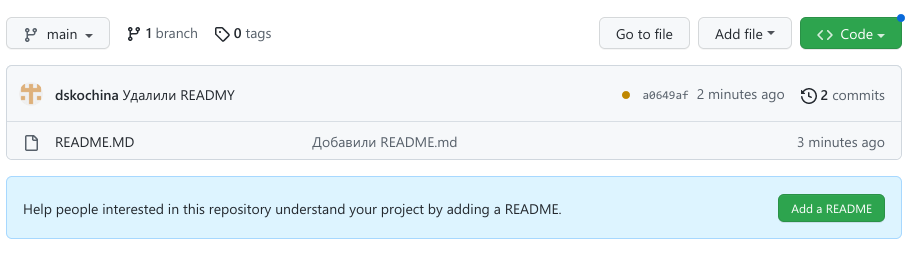 main 1 branch 0 tags Go to file Add file Code
dskochina Удалили READMY a0649af 2 minutes ago 2 commits
README.MD Добавили README.md 3 minutes ago
Help people interested in this repository understand your project by adding a README. Add a README